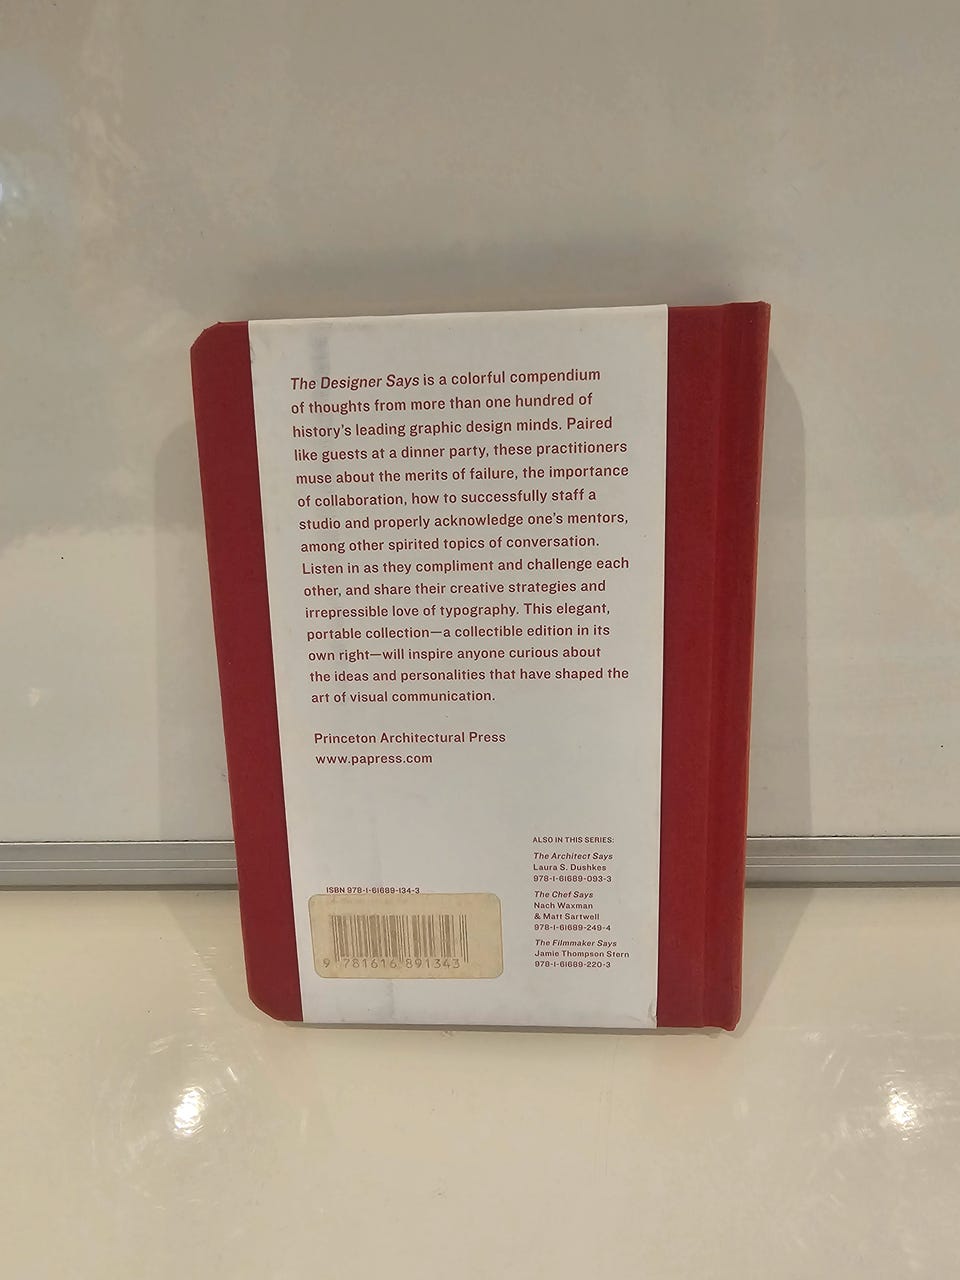 The Designer Says is a colorful compendium
of thoughts from more than one hundred of
history's leading graphic design minds. Paired
like guests at a dinner party, these practitioners
muse about the merits of failure, the importance
of collaboration, how to successfully staff a
studio and properly acknowledge one's mentors,
among other spirited topics of conversation.
Listen in as they compliment and challenge each
other, and share their creative strategies and
irrepressible love of typography. This elegant,
portable collection—a collectible edition in its
own right—will inspire anyone curious about
the ideas and personalities that have shaped the
art of visual communication.
Princeton Architectural Press
www.papress.com
ISBN 978-1-61689-134-3
9 781616 891343
ALSO IN THIS SERIES:
The Architect Says
Laura S. Dushkes
978-1-61689-093-3
The Chef Says
Nach Waxman
& Matt Sartwell
978-1-61689-249-4
The Filmmaker Says
Jamie Thompson Stern
978-1-61689-220-3